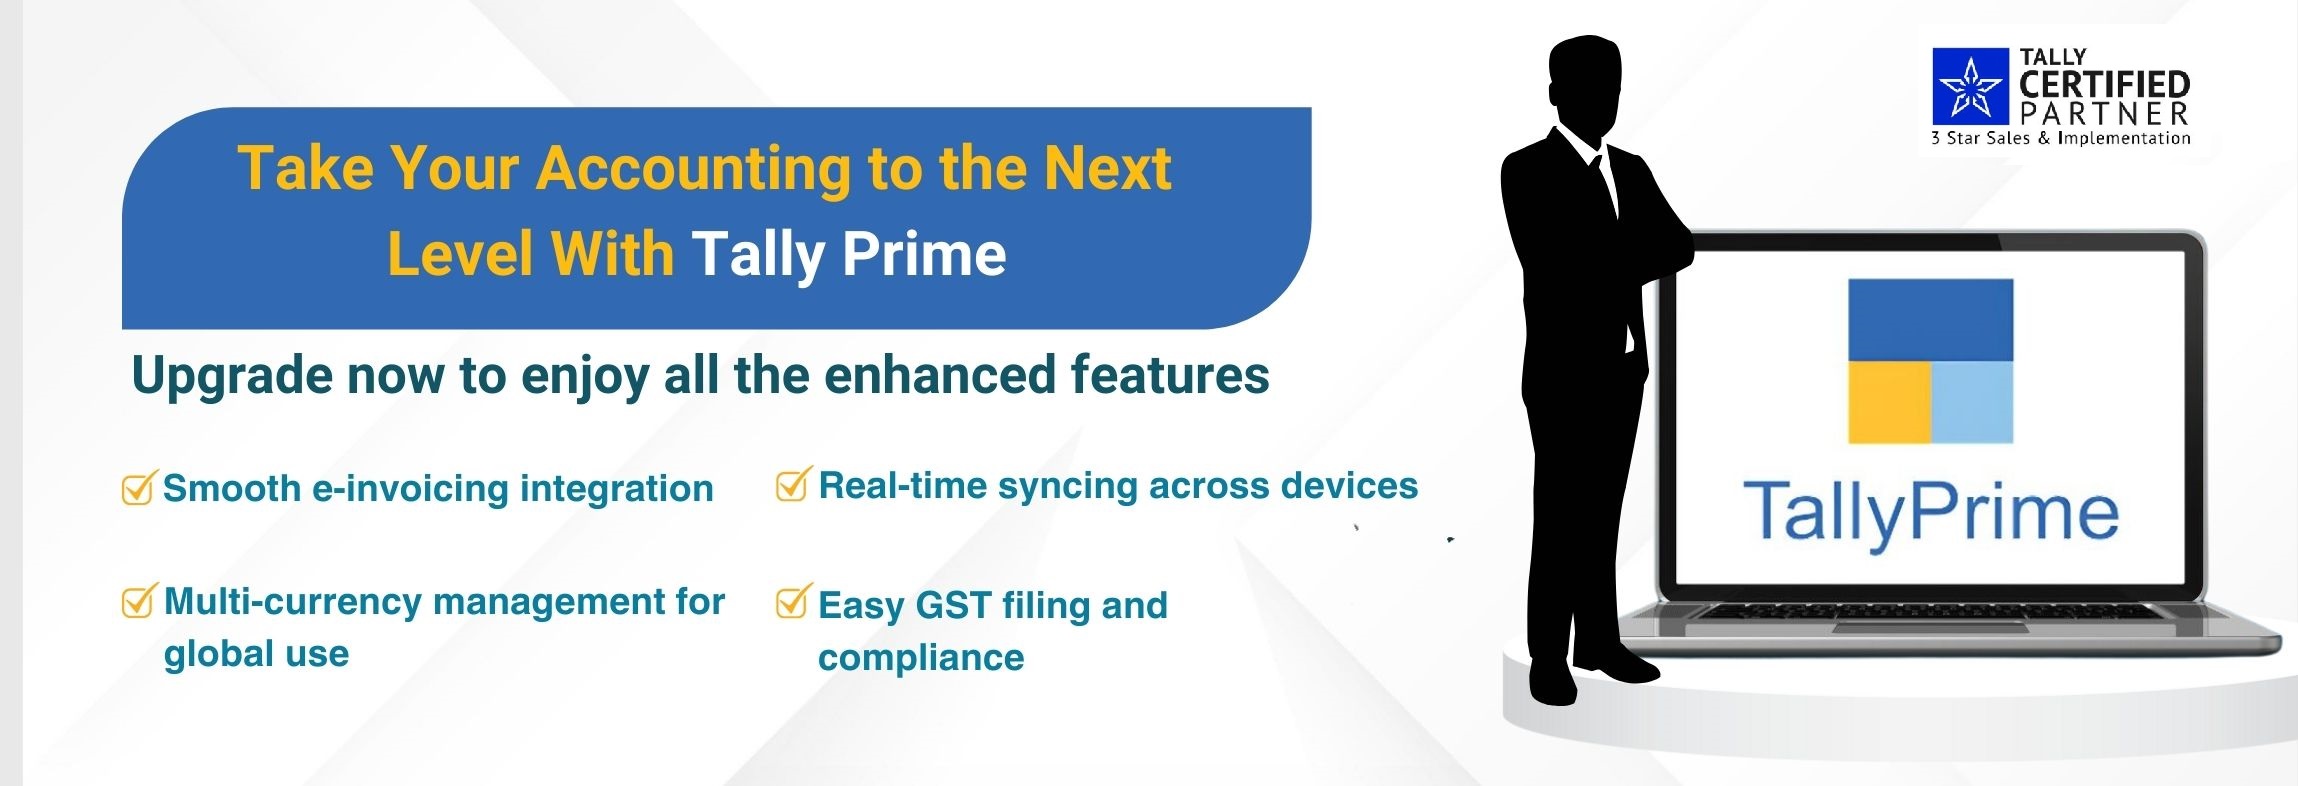 Take Your Accounting to the Next
Level With Tally Prime
Upgrade now to enjoy all the enhanced features
Smooth e-invoicing integration
Real-time syncing across devices
Multi-currency management for
global use
Easy GST filing and
compliance
TALLY
CERTIFIED
PARTNER
3 Star Sales & Implementation
TallyPrime